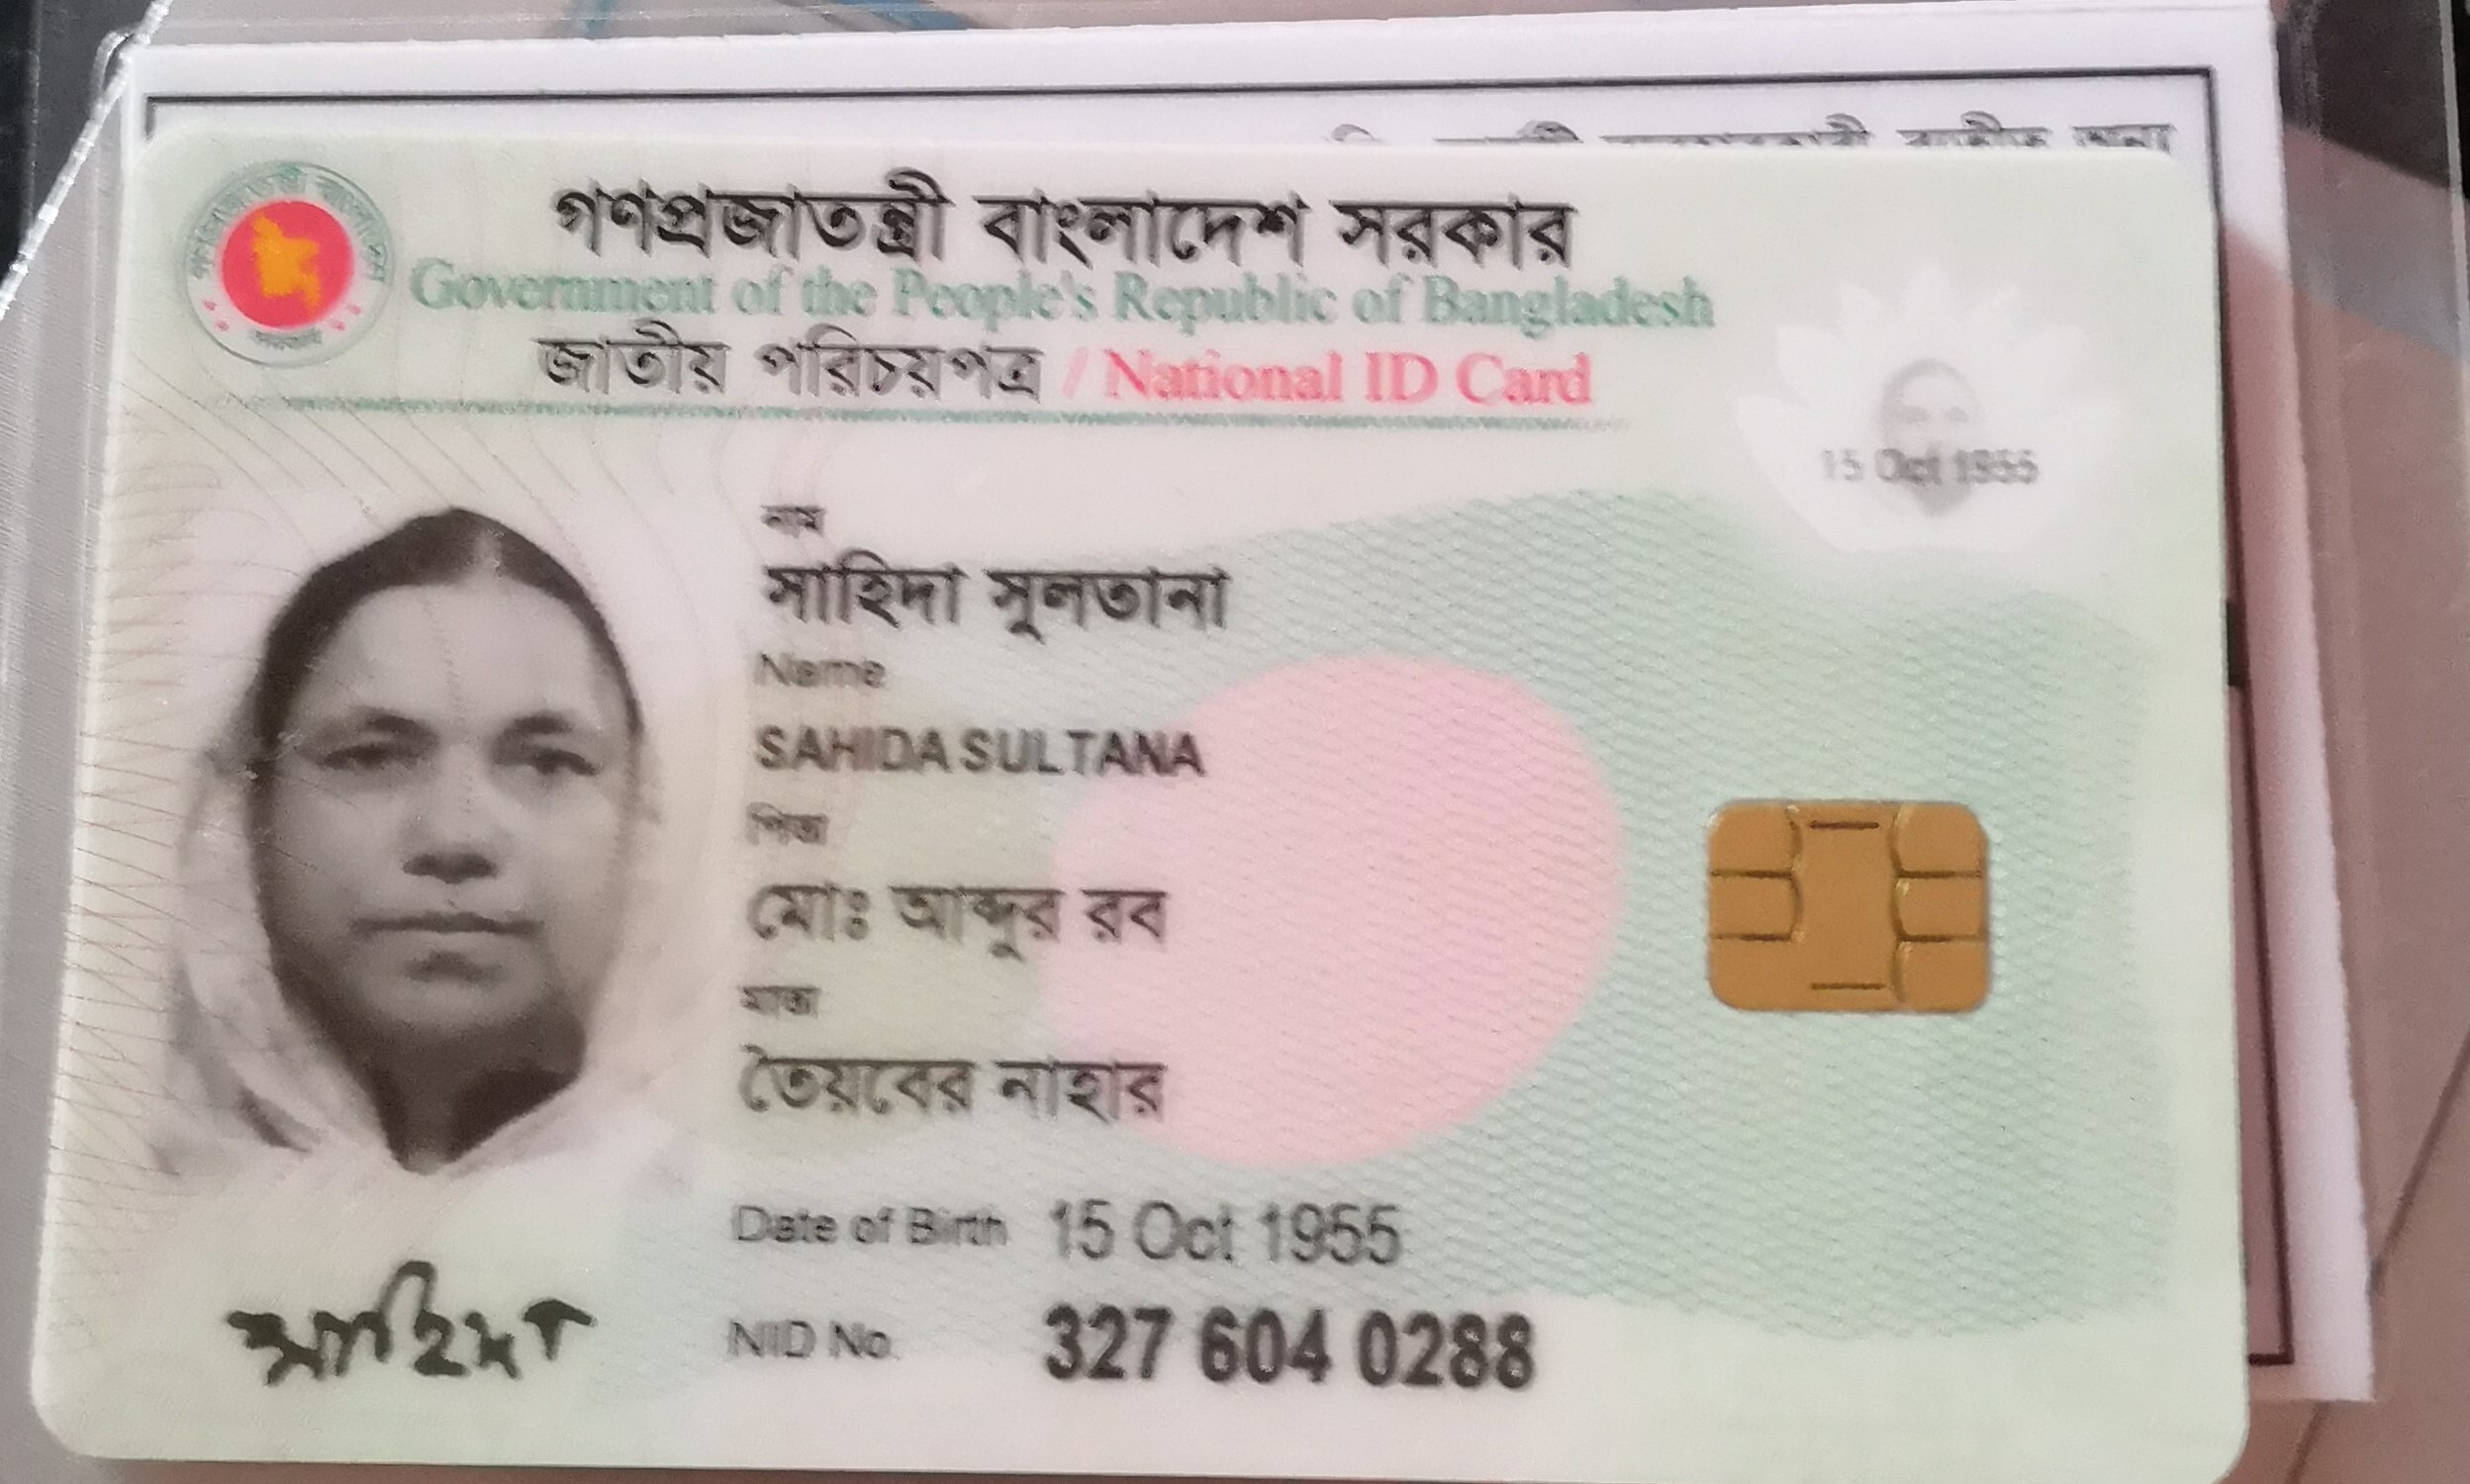 গণপ্রজাতন্ত্রী বাংলাদেশ সরকার
Government of the People's Republic of Bangladesh
জাতীয় পরিচয়পত্র / National ID Card
15 Oct 1955
নাম
সাহিদা সুলতানা
Name
SAHIDA SULTANA
পিতা
মোঃ আব্দুর রব
মাতা
তৈয়বের নাহার
Date of Birth 15 Oct 1955
সাহিদা
NID No. 327 604 0288